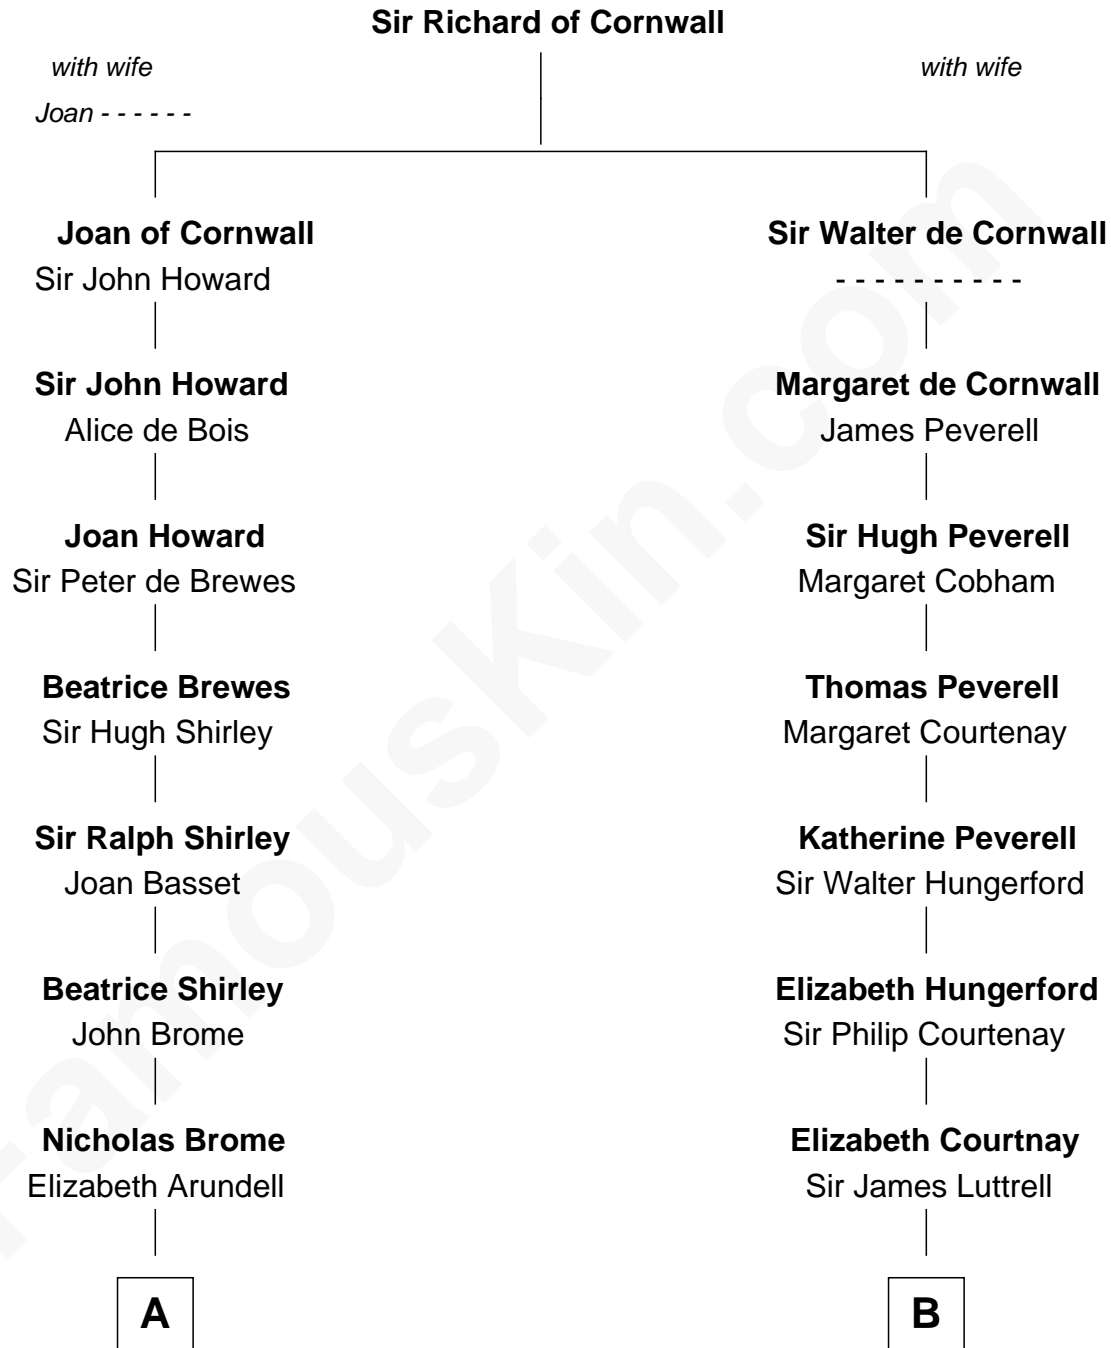 Sir Richard of Cornwall
with wife
with wife
Joan - - - - - -
Joan of Cornwall
Sir John Howard
Sir Walter de Cornwall
- - - - - - - - - -
Sir John Howard
Alice de Bois
Margaret de Cornwall
James Peverell
Joan Howard
Sir Peter de Brewes
Sir Hugh Peverell
Margaret Cobham
Beatrice Brewes
Sir Hugh Shirley
Thomas Peverell
Margaret Courtenay
Sir Ralph Shirley
Joan Basset
Katherine Peverell
Sir Walter Hungerford
Beatrice Shirley
John Brome
Elizabeth Hungerford
Sir Philip Courtenay
Nicholas Brome
Elizabeth Arundell
Elizabeth Courtnay
Sir James Luttrell
A
B
FamousKin.com